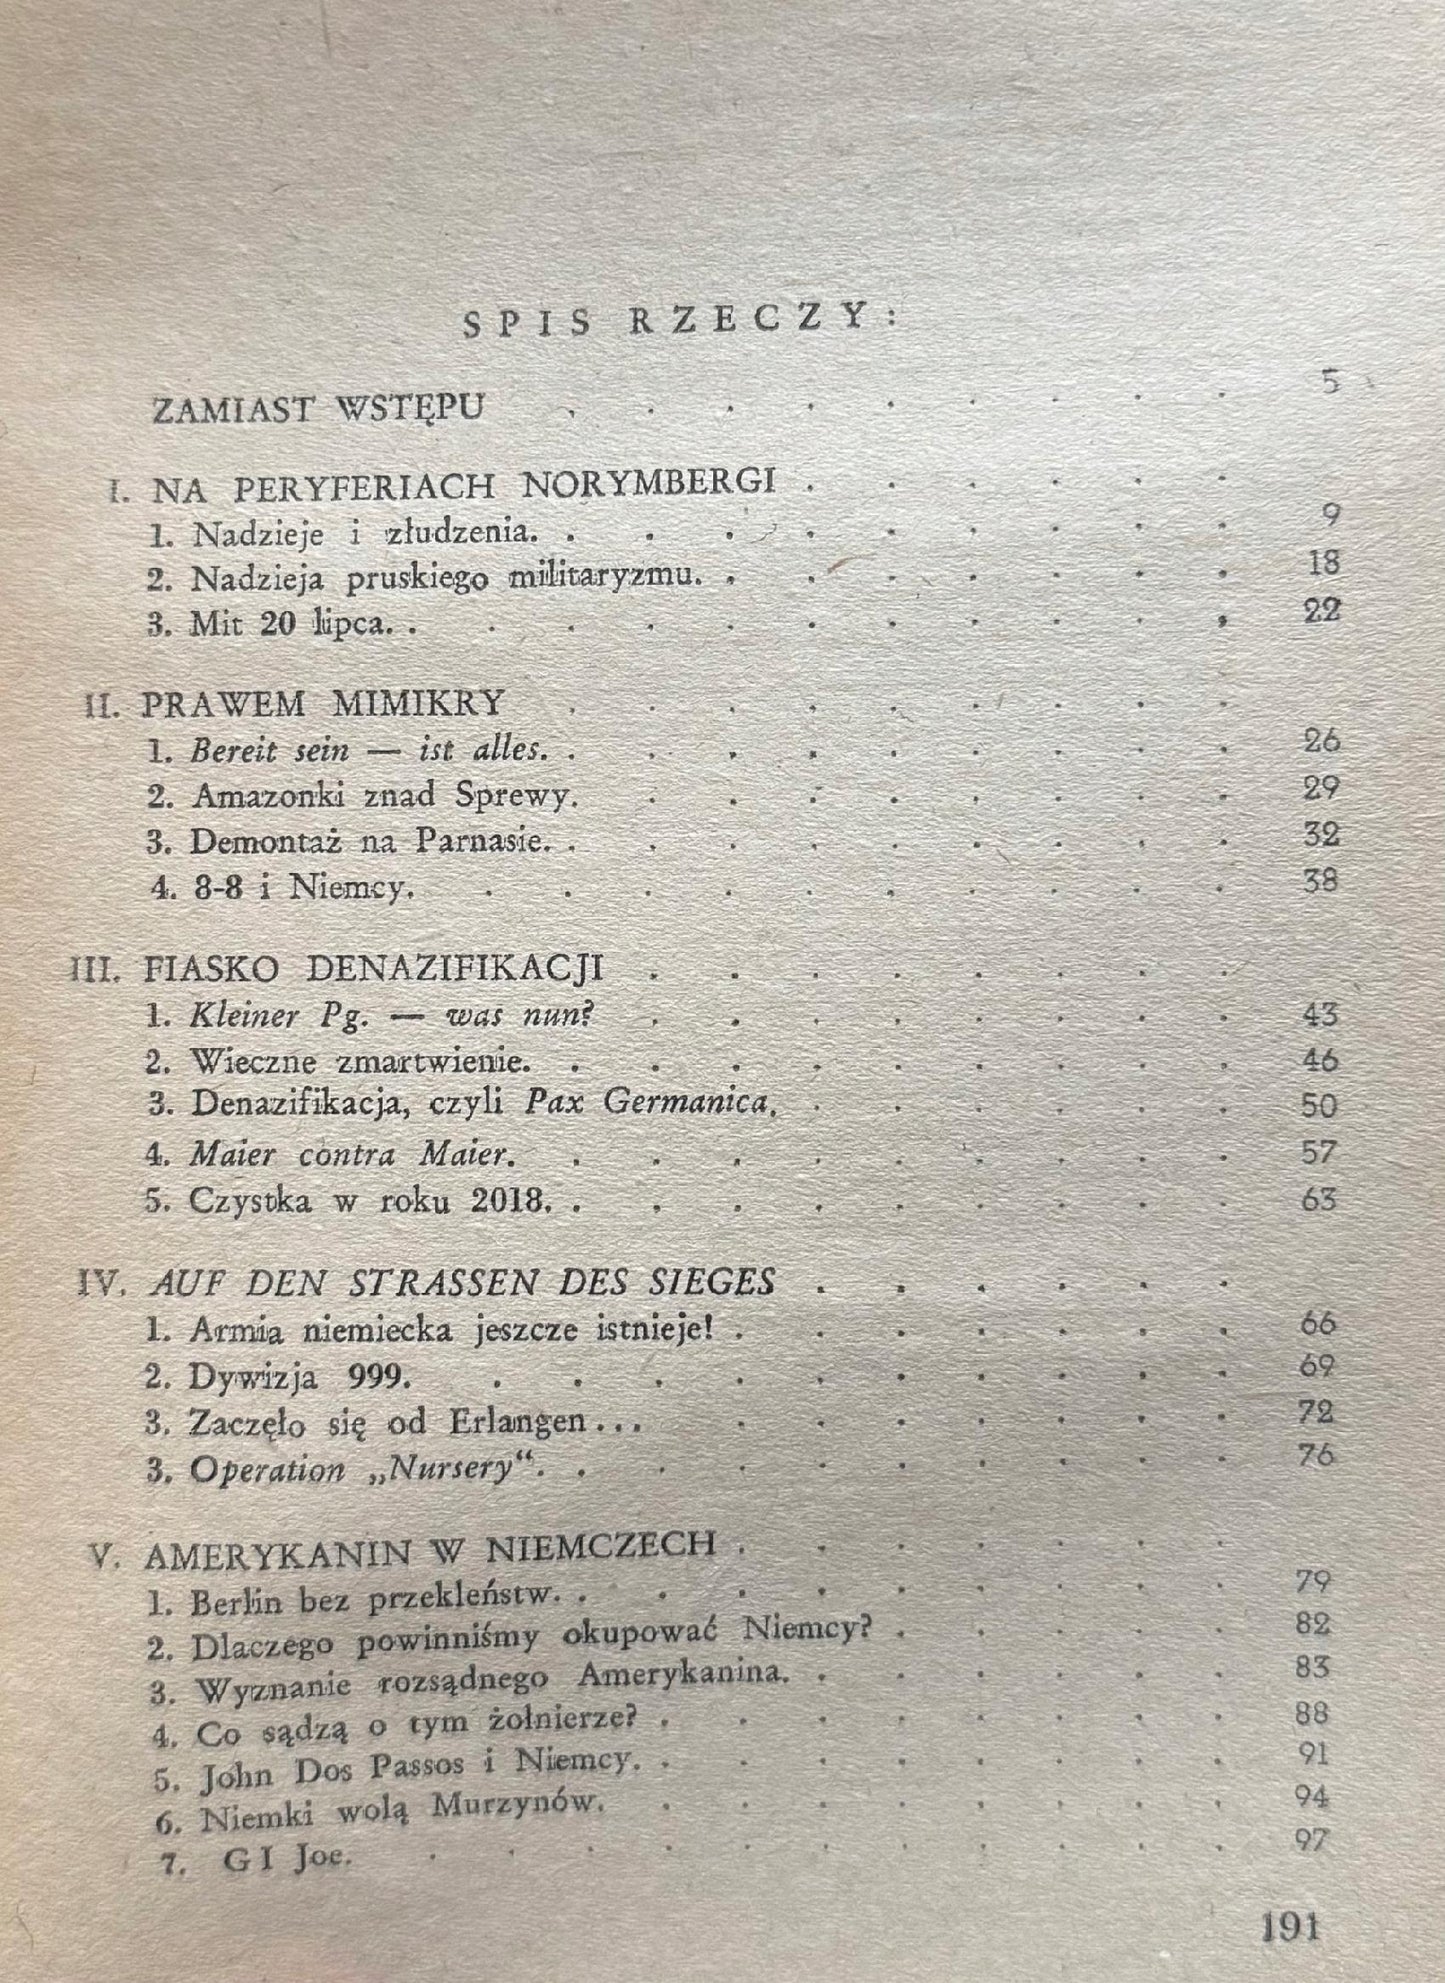 SPIS RZECZY:
ZAMIAST WSTĘPU . . . . . . . . . 5
I. NA PERYFERIACH NORYMBERGI . . . . . .
1. Nadzieje i złudzenia. . . . . . . . . . 9
2. Nadzieja pruskiego militaryzmu. . . . . . . . 18
3. Mit 20 lipca. . . . . . . . . . . . 22
II. PRAWEM MIMIKRY . . . . . . . . .
1. Bereit sein — ist alles. . . . . . . . . . 26
2. Amazonki znad Sprewy. . . . . . . . . 29
3. Demontaż na Parnasie. . . . . . . . . . 32
4. 8-8 i Niemcy. . . . . . . . . . . 38
III. FIASKO DENAZIFIKACJI . . . . . . . .
1. Kleiner Pg. — was nun? . . . . . . . . 43
2. Wieczne zmartwienie. . . . . . . . . . 46
3. Denazifikacja, czyli Pax Germanica. . . . . . . 50
4. Maier contra Maier. . . . . . . . . . 57
5. Czystka w roku 2018. . . . . . . . . . 63
IV. AUF DEN STRASSEN DES SIEGES . . . . . .
1. Armia niemiecka jeszcze istnieje! . . . . . . . 66
2. Dywizja 999. . . . . . . . . . . 69
3. Zaczęło się od Erlangen... . . . . . . . 72
3. Operation „Nursery“. . . . . . . . . . 76
V. AMERYKANIN W NIEMCZECH . . . . . . .
1. Berlin bez przekleństw. . . . . . . . . . 79
2. Dlaczego powinniśmy okupować Niemcy? . . . . . 82
3. Wyznanie rozsądnego Amerykanina. . . . . . . 83
4. Co sądzą o tym żołnierze? . . . . . . . . 88
5. John Dos Passos i Niemcy. . . . . . . . . 91
6. Niemki wolą Murzynów. . . . . . . . . 94
7. GI Joe. . . . . . . . . . . . 97
191